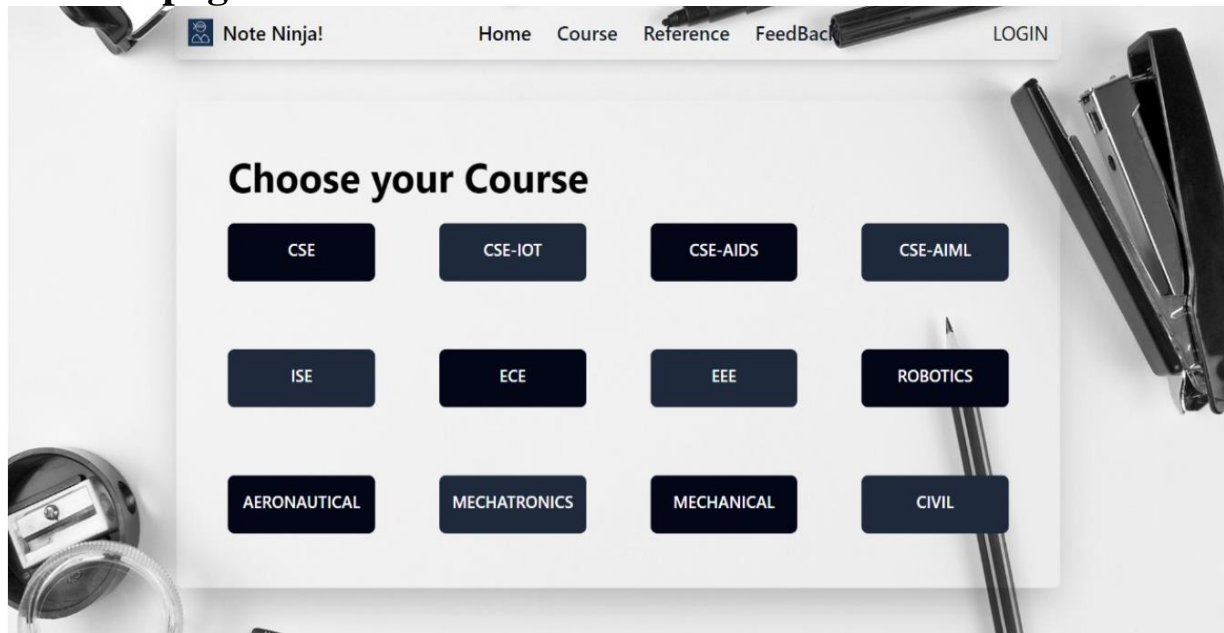 Note Ninja! Home Course Reference FeedBack LOGIN
Choose your Course
CSE CSE-IOT CSE-AIDS CSE-AIML
ISE ECE EEE ROBOTICS
AERONAUTICAL MECHATRONICS MECHANICAL CIVIL